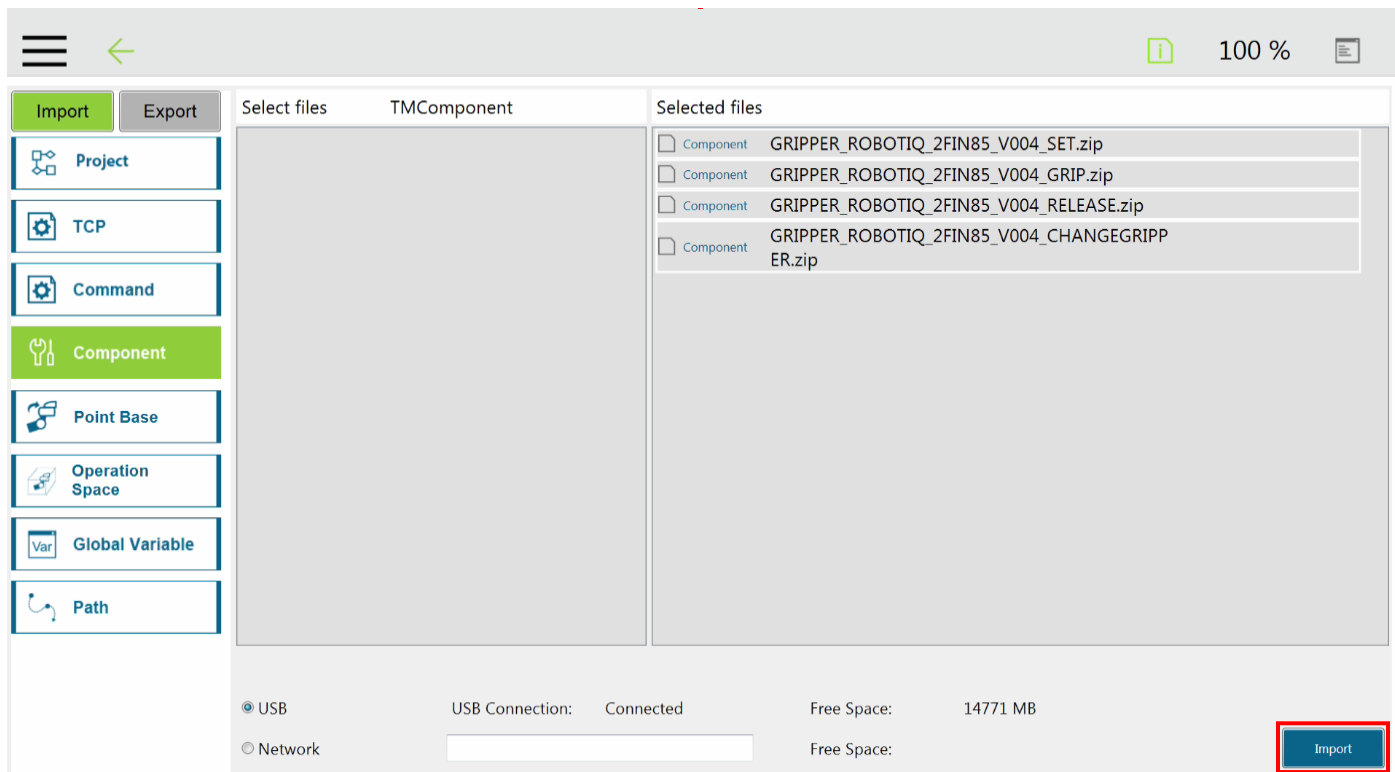 100 %
Import
Export
Select files
TMComponent
Selected files
Project
TCP
Command
Component
Point Base
Operation
Space
Var
Global Variable
Path
Component
GRIPPER_ROBOTIQ_2FIN85_V004_SET.zip
Component
GRIPPER_ROBOTIQ_2FIN85_V004_GRIP.zip
Component
GRIPPER_ROBOTIQ_2FIN85_V004_RELEASE.zip
Component
GRIPPER_ROBOTIQ_2FIN85_V004_CHANGEGRIPP
ER.zip
USB
USB Connection:
Connected
Free Space:
14771 MB
Network
Free Space:
Import